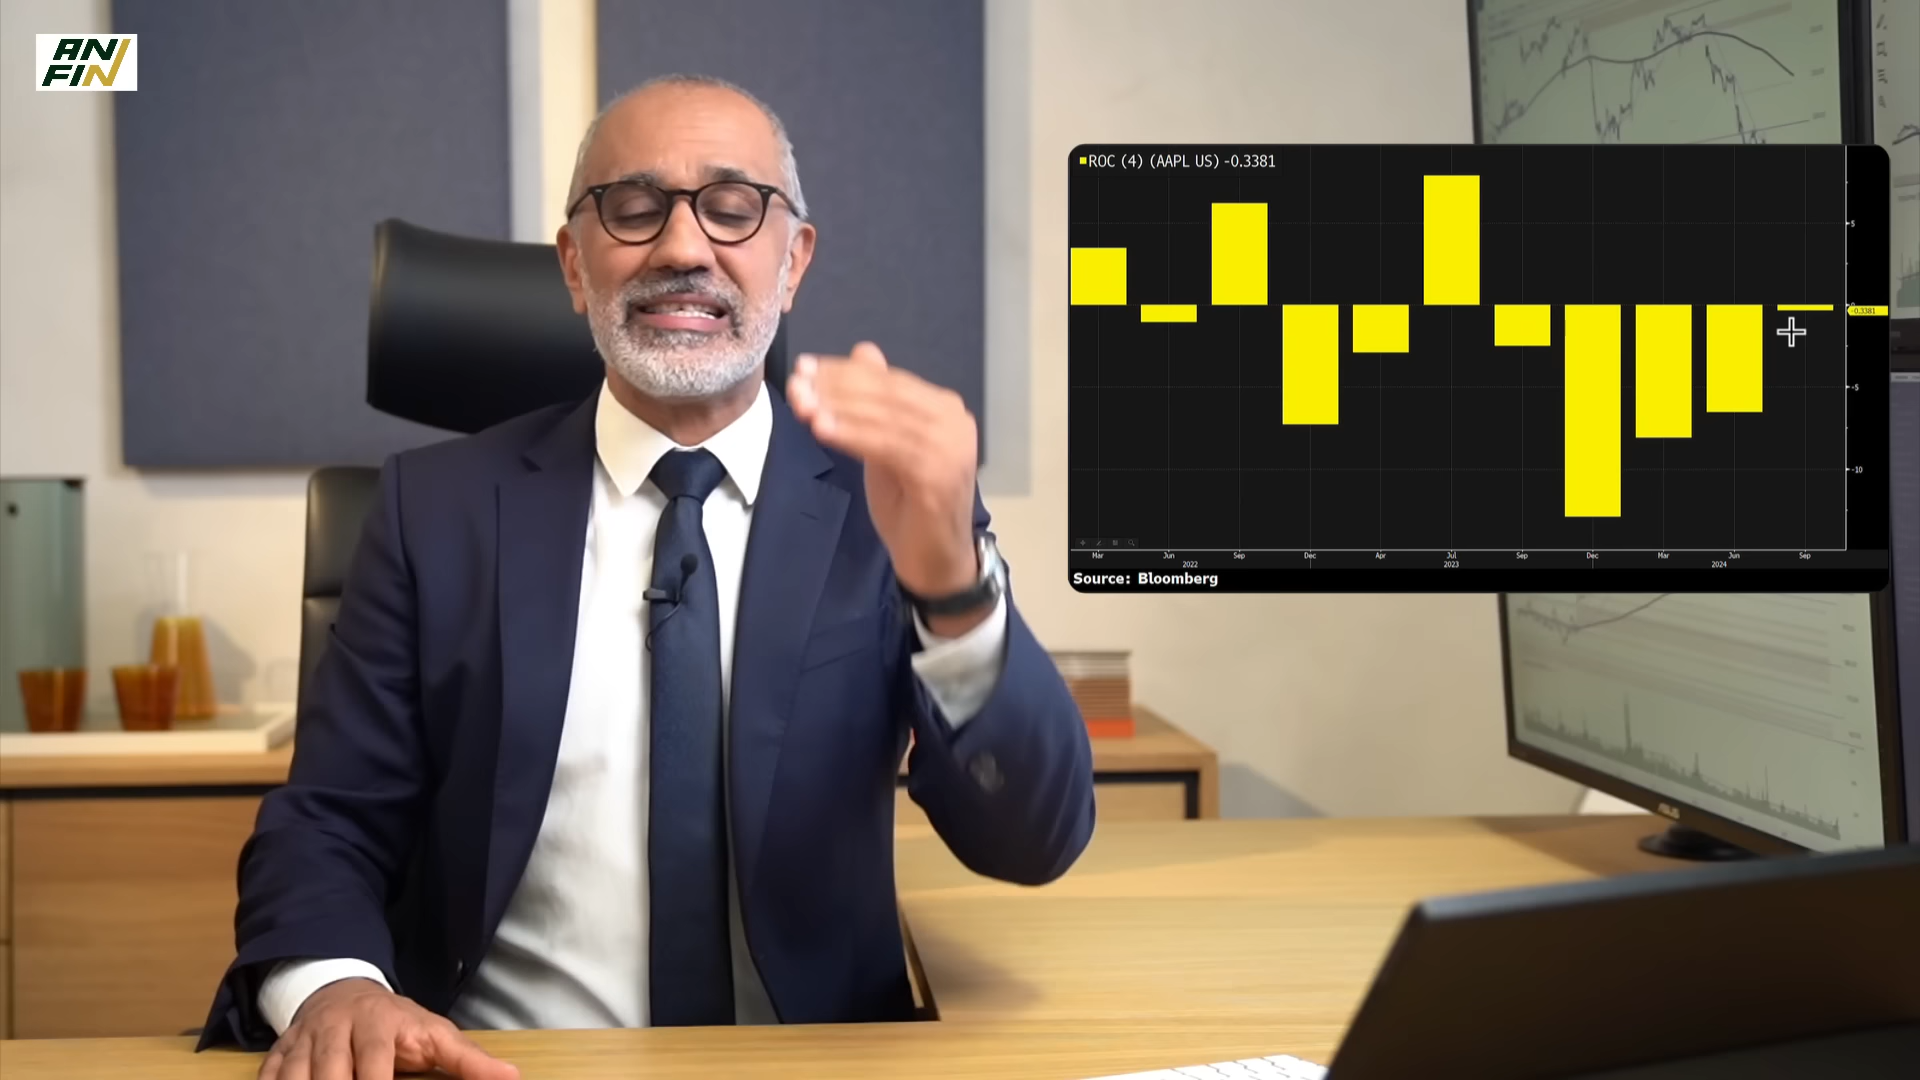 AN
FIN
ROC (4) (AAPL US) -0.3381
5
0
-0.3381
-5
-10
Mar Jun Sep Dec Apr Jul Sep Dec Mar Jun Sep
2022 2023 2024
Source: Bloomberg
ASUS